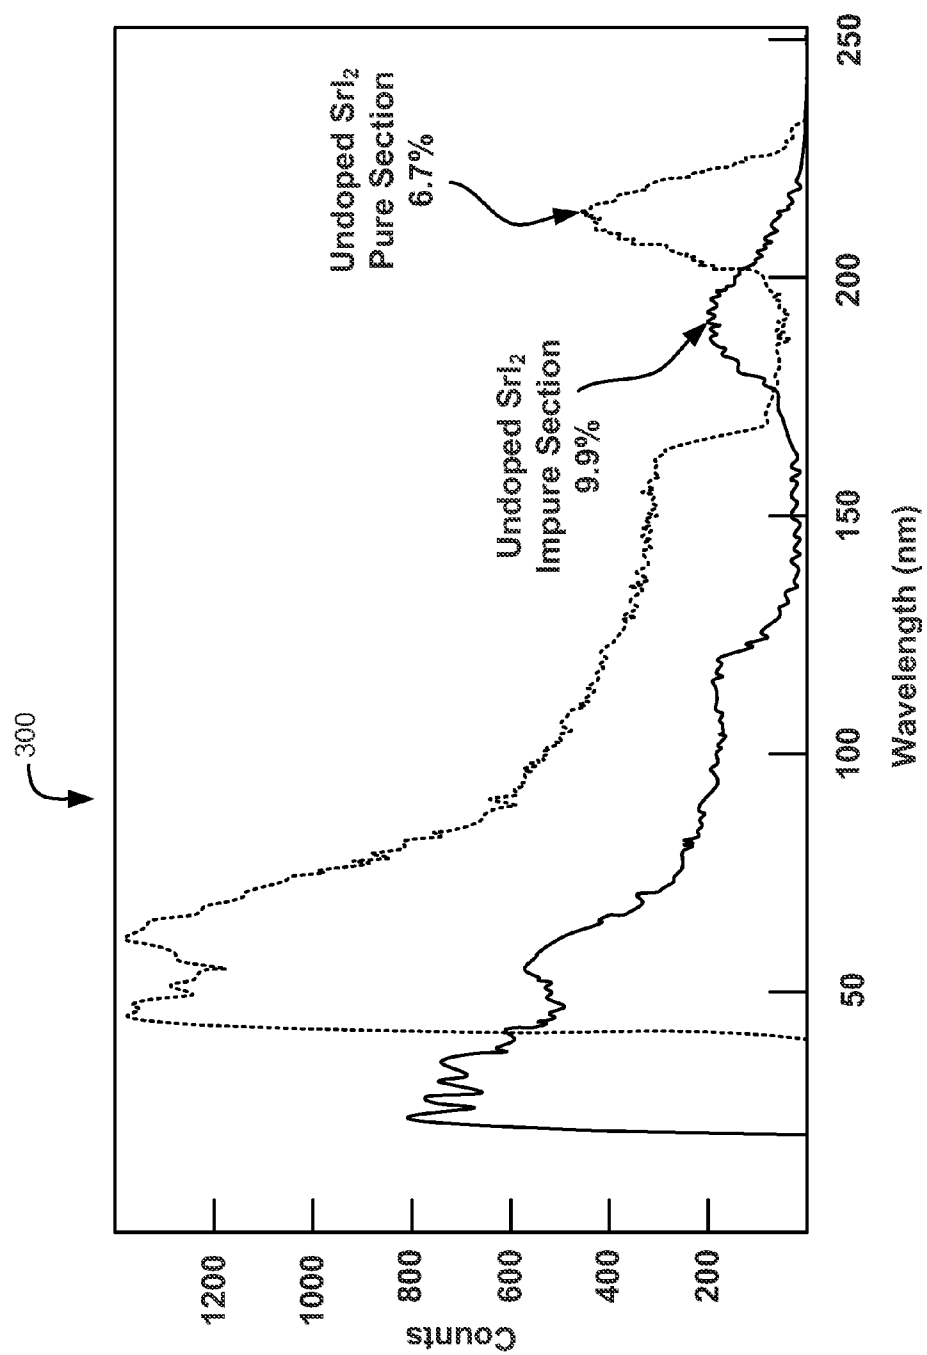 300
Undoped SrI₂
Pure Section
6.7%
Undoped SrI₂
Impure Section
9.9%
Counts
1200
1000
800
600
400
200
50
100
150
200
250
Wavelength (nm)